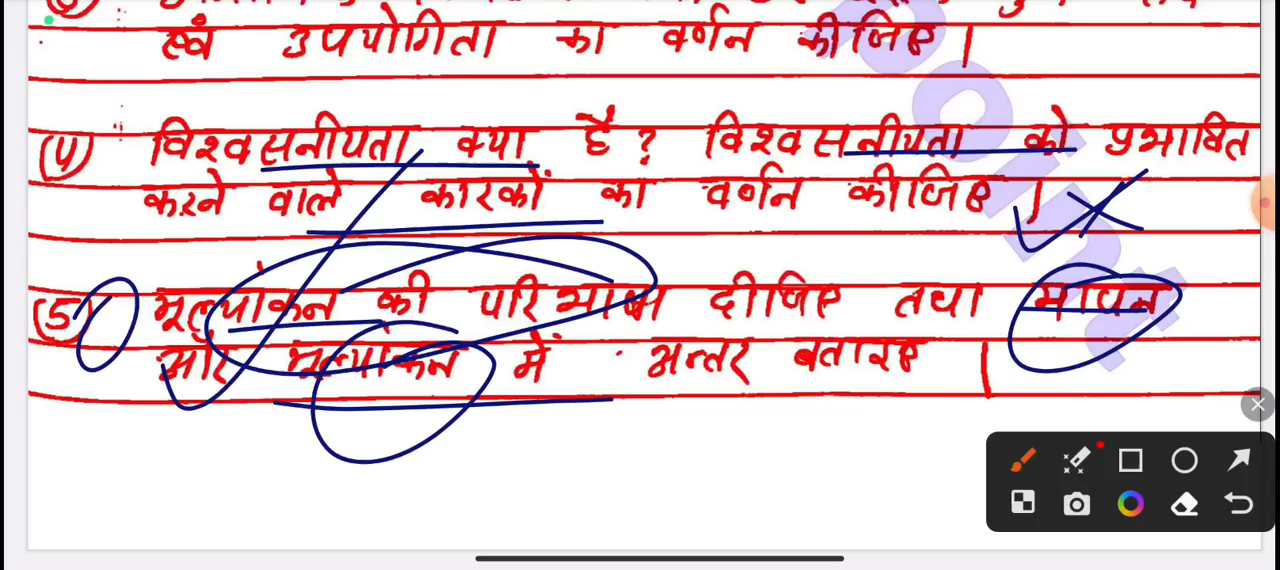 एवं उपयोगिता का वर्णन कीजिए |
(4) विश्वसनीयता क्या है ? विश्वसनीयता को प्रभावित
करने वाले कारकों का वर्णन कीजिए |
(5) मूल्यांकन की परिभाषा दीजिए तथा मापन
और मूल्यांकन में अन्तर बताइए |